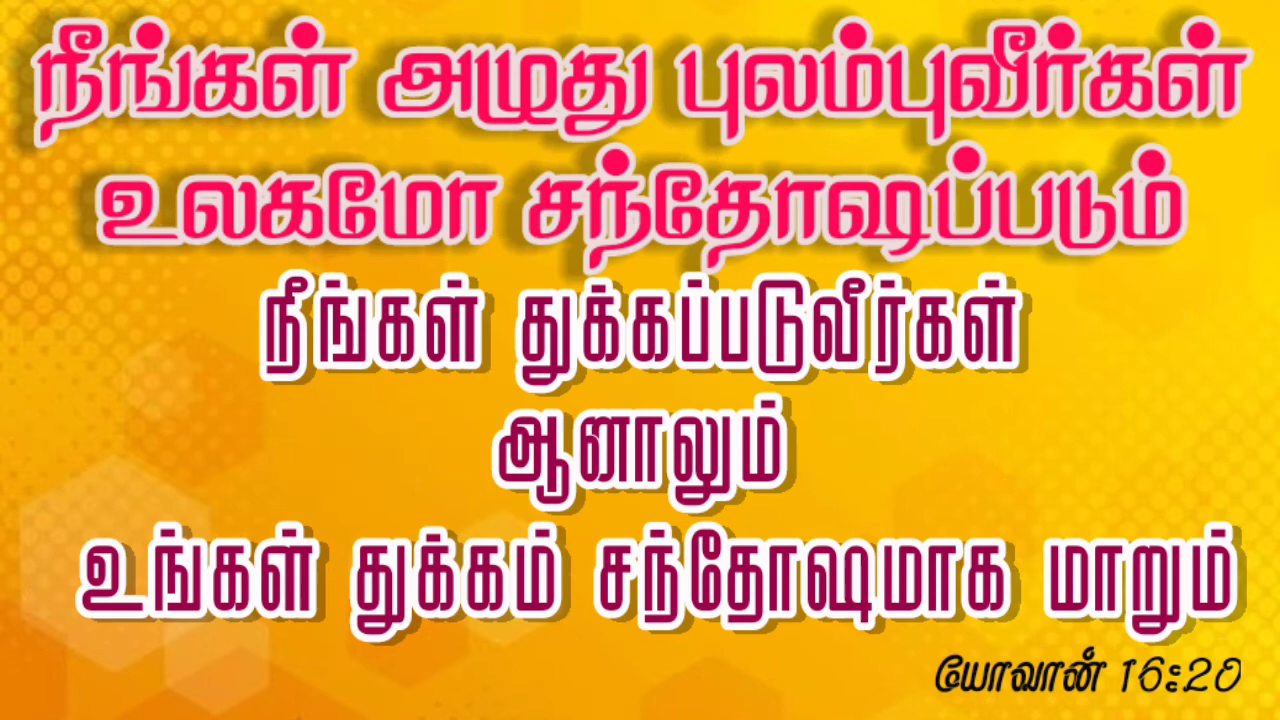 நீங்கள் அழுது புலம்புவீர்கள்
உலகமோ சந்தோஷப்படும்
நீங்கள் துக்கப்படுவீர்கள்
ஆனாலும்
உங்கள் துக்கம் சந்தோஷமாக மாறும்
யோவான் 16:20